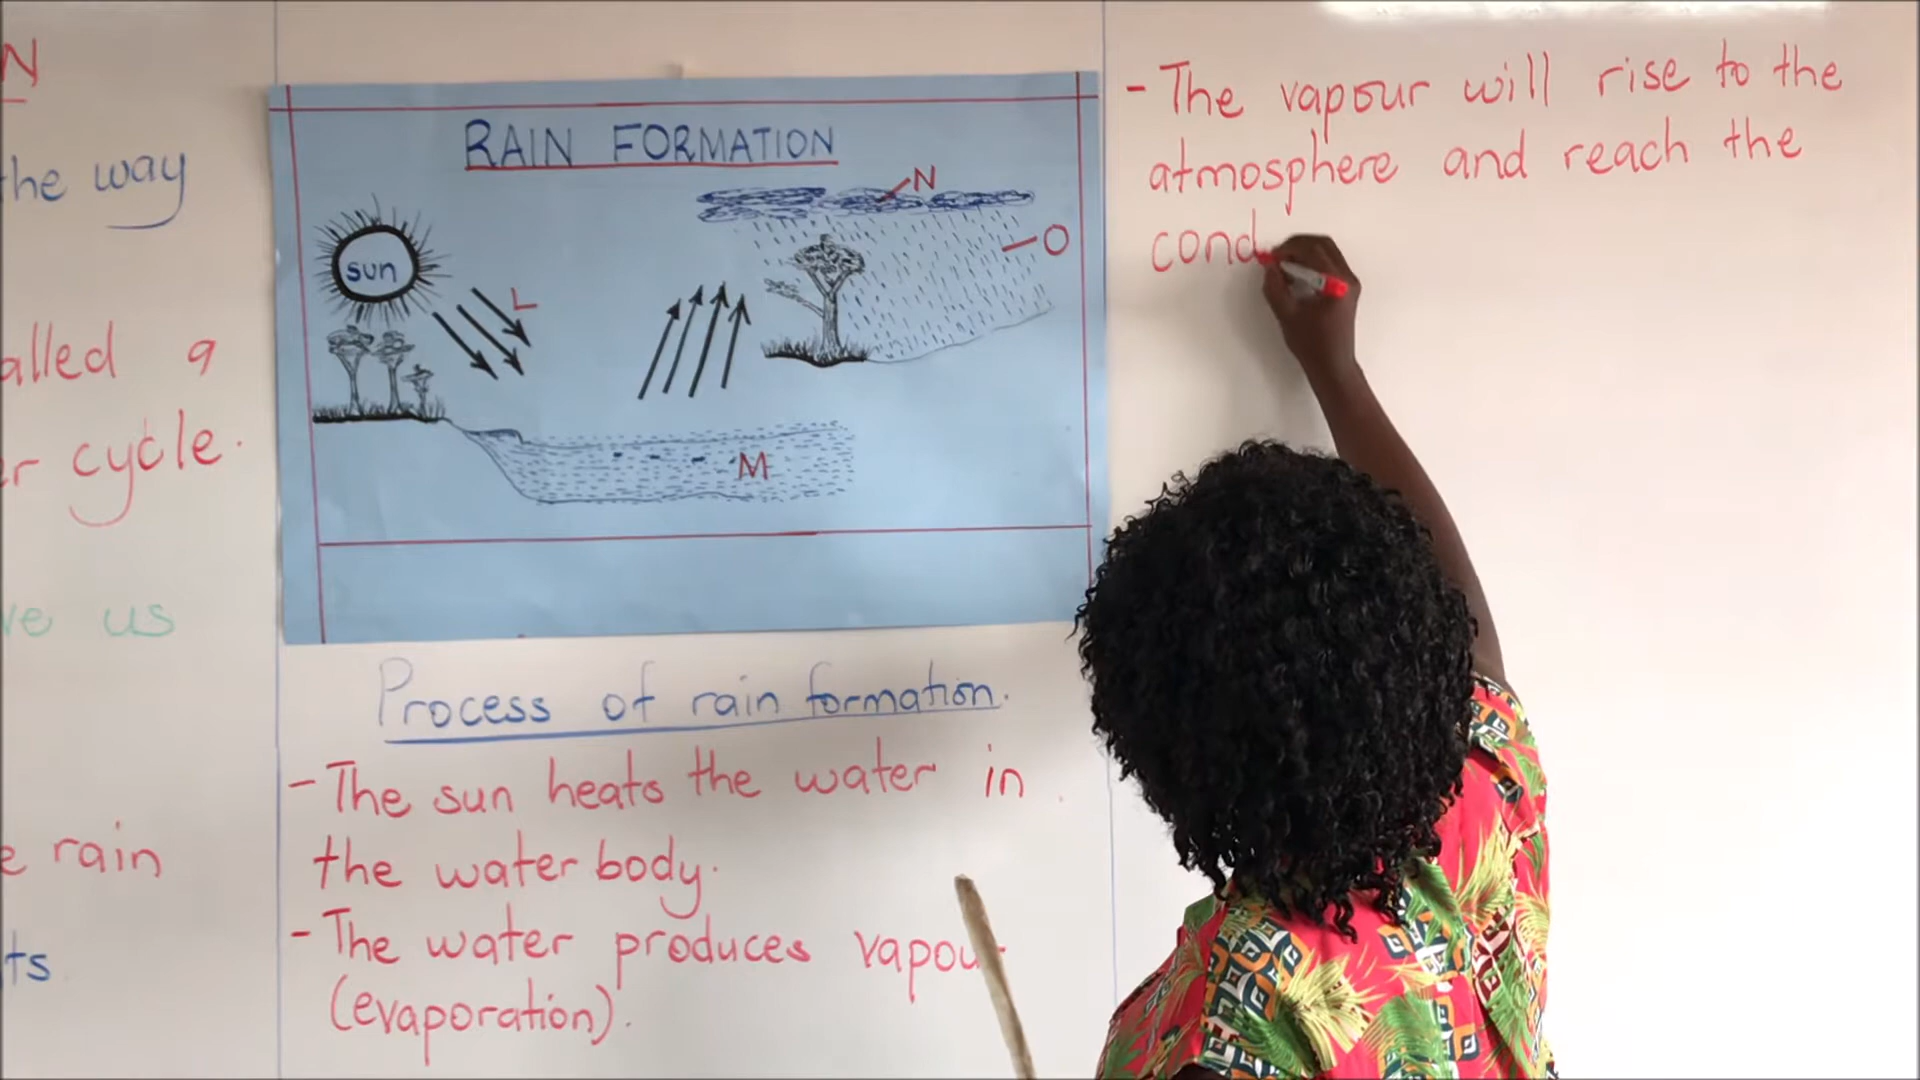 N
the way
alled a
r cycle.
ve us
e rain
ts
RAIN FORMATION
N
O
sun
L
M
Process of rain formation.
- The sun heats the water in
the water body.
- The water produces vapour
(evaporation).
- The vapour will rise to the
atmosphere and reach the
cond